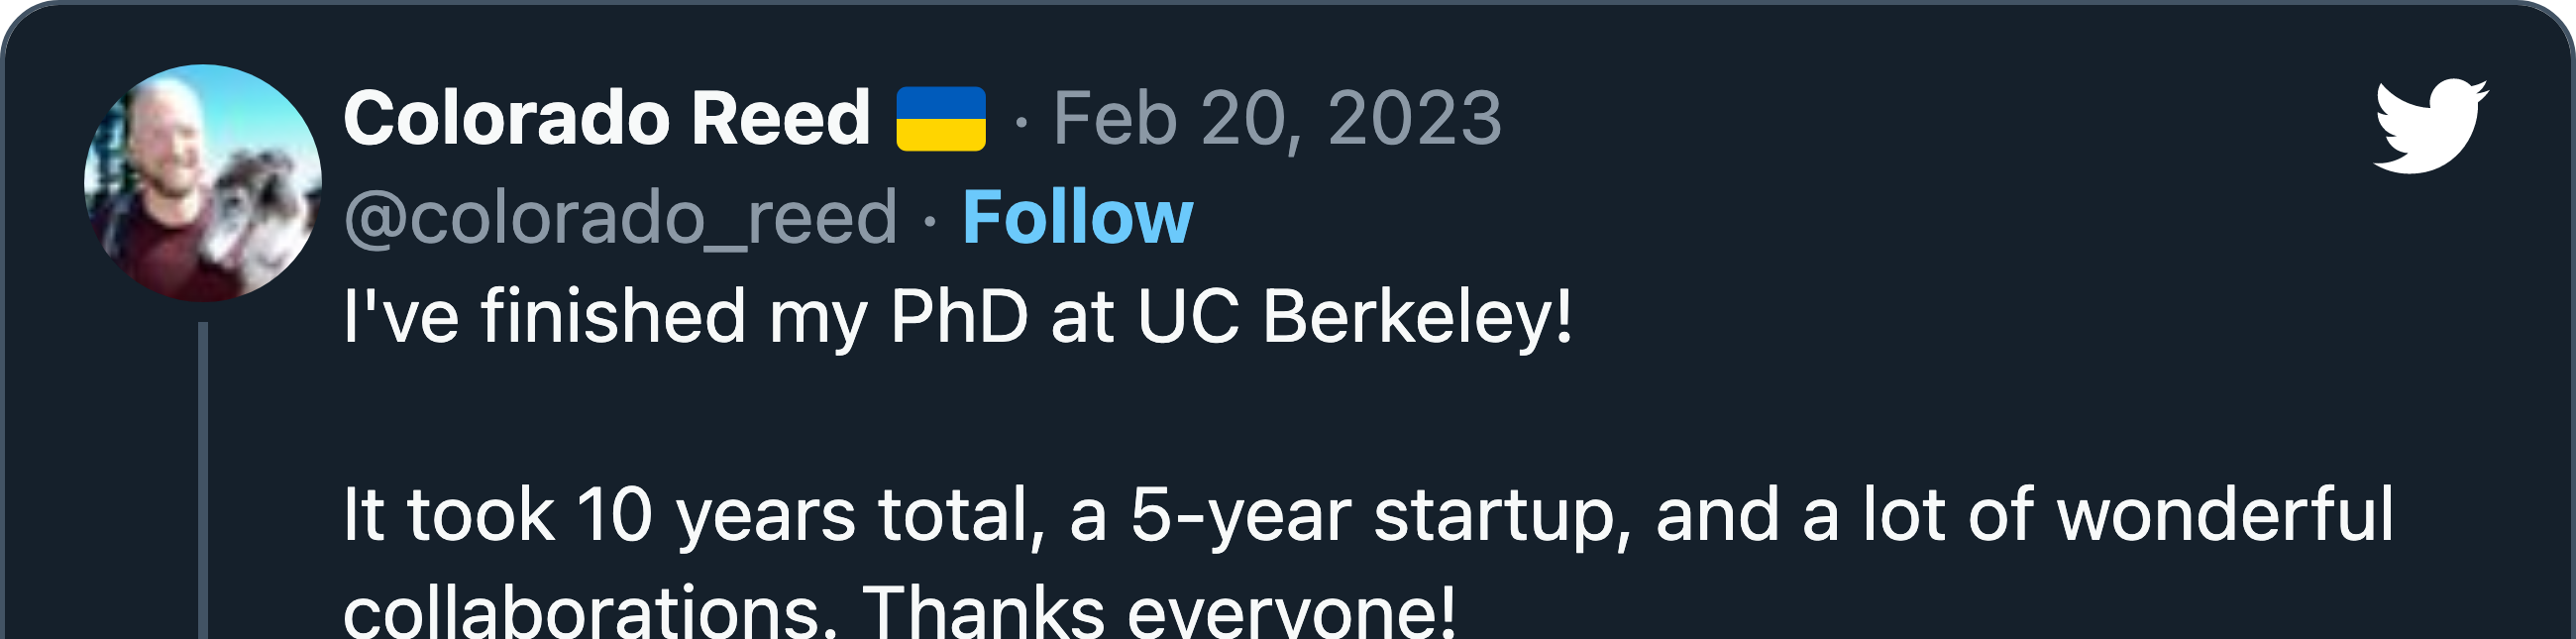 Colorado Reed 🇺🇦 · Feb 20, 2023
@colorado_reed · Follow
I've finished my PhD at UC Berkeley!
It took 10 years total, a 5-year startup, and a lot of wonderful
collaborations. Thanks everyone!